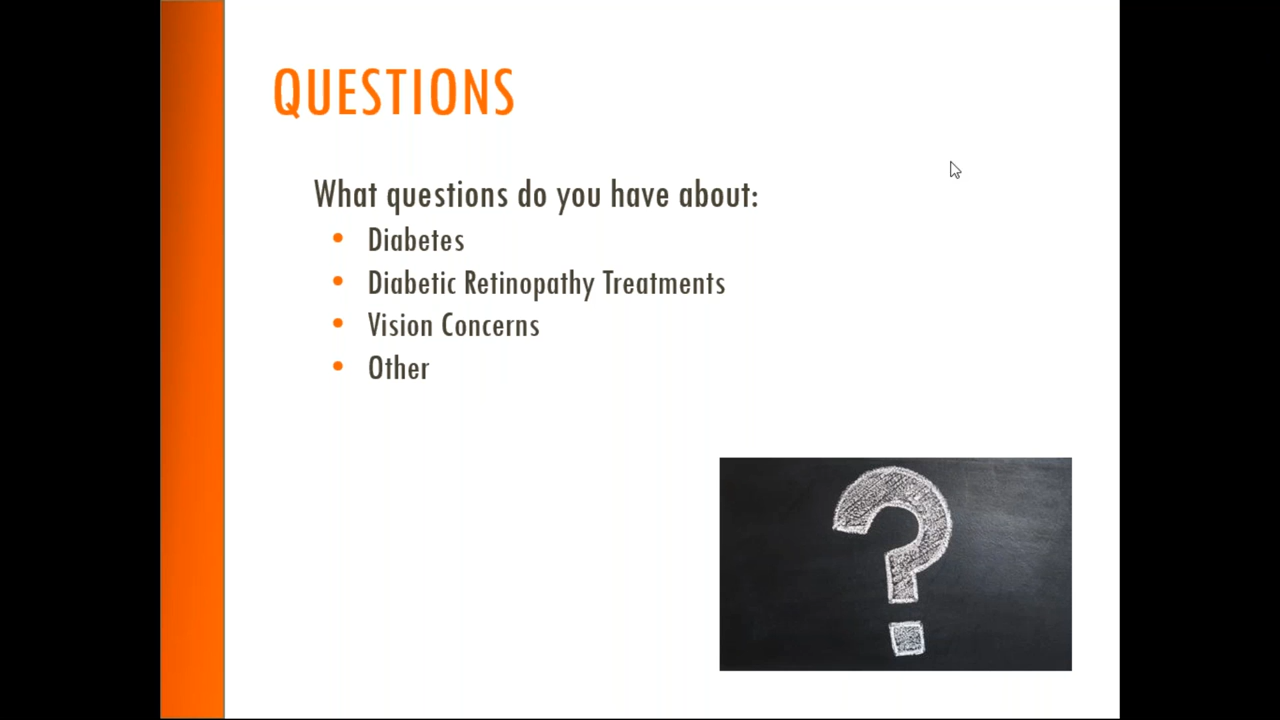 QUESTIONS
What questions do you have about:
• Diabetes
• Diabetic Retinopathy Treatments
• Vision Concerns
• Other
?